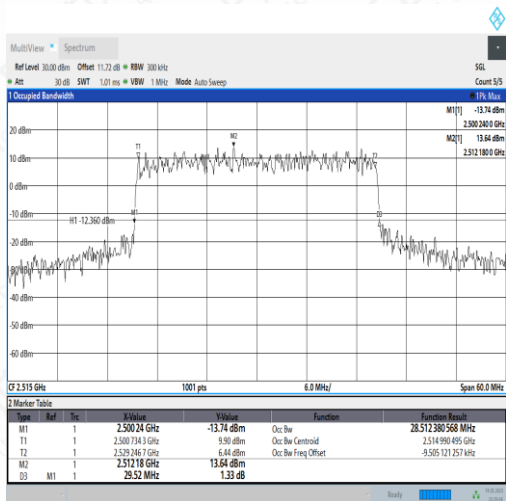 MultiView Spectrum
Ref Level 30.00 dBm Offset 11.72 dB RBW 300 kHz SGL
Att 30 dB SWT 1.01 ms VBW 1 MHz Mode Auto Sweep Count 5/5
1 Occupied Bandwidth 1Pk Max
M1[1] -13.74 dBm
2.500 240 0 GHz
M2[1] 13.64 dBm
2.512 180 0 GHz
20 dBm
M2
T1
10 dBm
0 dBm
-10 dBm
M1
D3
H1 -12.360 dBm
-20 dBm
-30 dBm
-40 dBm
-60 dBm
CF 2.515 GHz 1001 pts 6.0 MHz/ Span 60.0 MHz
2 Marker Table
Type Ref Trc X-Value Y-Value Function Function Result
M1 1 2.500 24 GHz -13.74 dBm Occ Bw 28.512 380 568 MHz
T1 1 2.500 734 3 GHz 9.90 dBm Occ Bw Centroid 2.514 990 495 GHz
T2 1 2.529 246 7 GHz 6.44 dBm Occ Bw Freq Offset -9.505 121 257 kHz
M2 1 2.512 18 GHz 13.64 dBm
D3 M1 1 29.52 MHz 1.33 dB
Ready